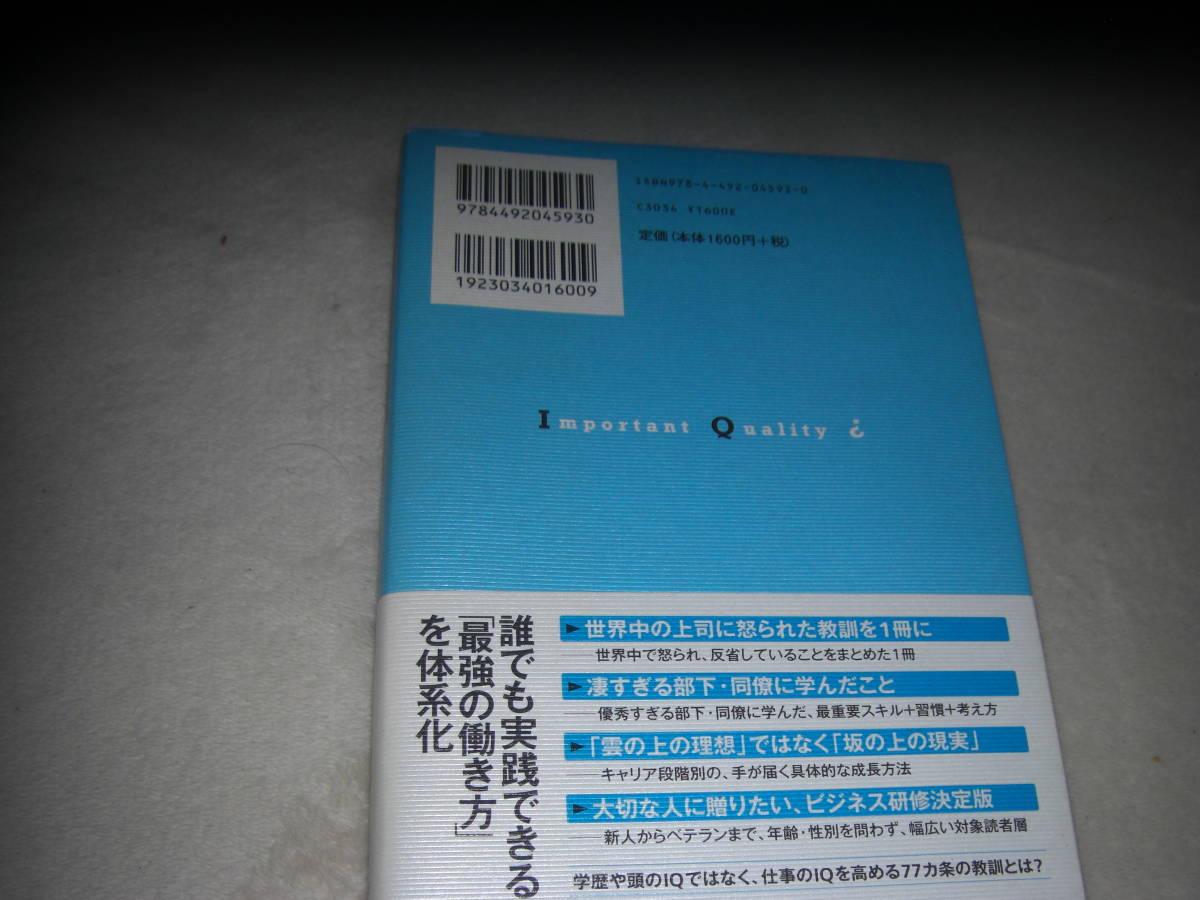 9784492045930
1923034016009
ISBN978-4-492-04593-0
C3034 ¥1600E
定価（本体1600円＋税）
Important Quality ¿
誰でも実践できる
「最強の働き方」
を体系化
►世界中の上司に怒られた教訓を1冊に
世界中で怒られ、反省していることをまとめた1冊
►凄すぎる部下・同僚に学んだこと
優秀すぎる部下・同僚に学んだ、最重要スキル＋習慣＋考え方
►「雲の上の理想」ではなく「坂の上の現実」
キャリア段階別の、手が届く具体的な成長方法
►大切な人に贈りたい、ビジネス研修決定版
新人からベテランまで、年齢・性別を問わず、幅広い対象読者層
学歴や頭のIQではなく、仕事のIQを高める77カ条の教訓とは？